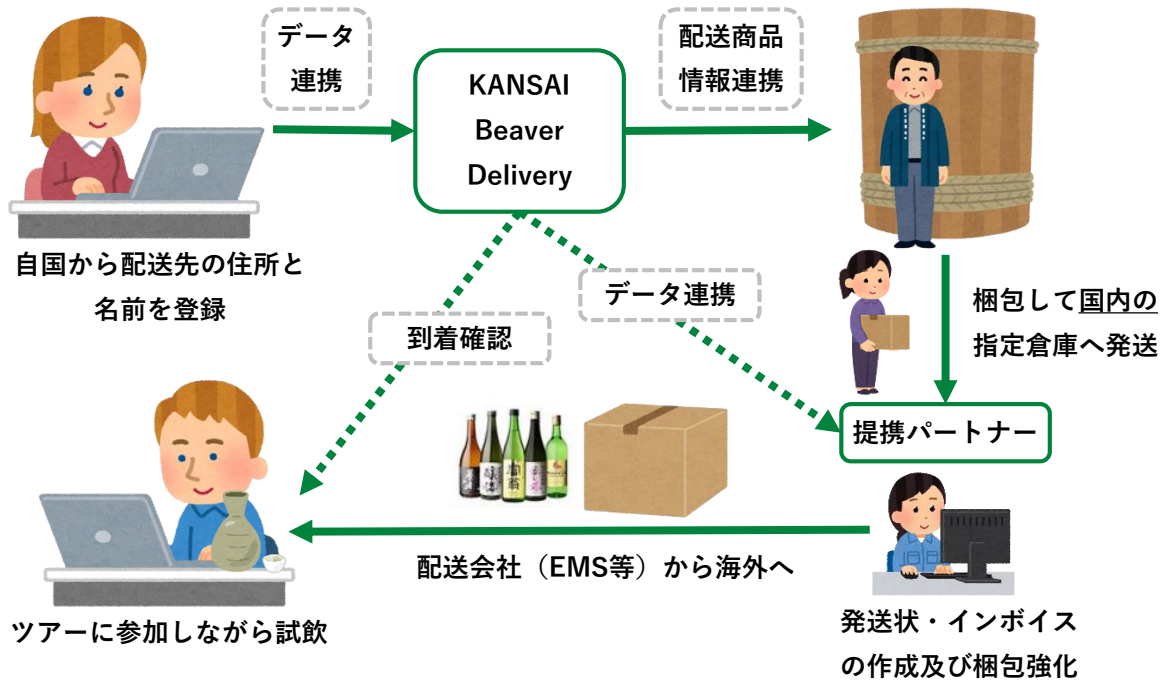 データ
連携
KANSAI
Beaver
Delivery
配送商品
情報連携
自国から配送先の住所と
名前を登録
到着確認
データ連携
梱包して国内の
指定倉庫へ発送
提携パートナー
配送会社（EMS等）から海外へ
ツアーに参加しながら試飲
発送状・インボイス
の作成及び梱包強化